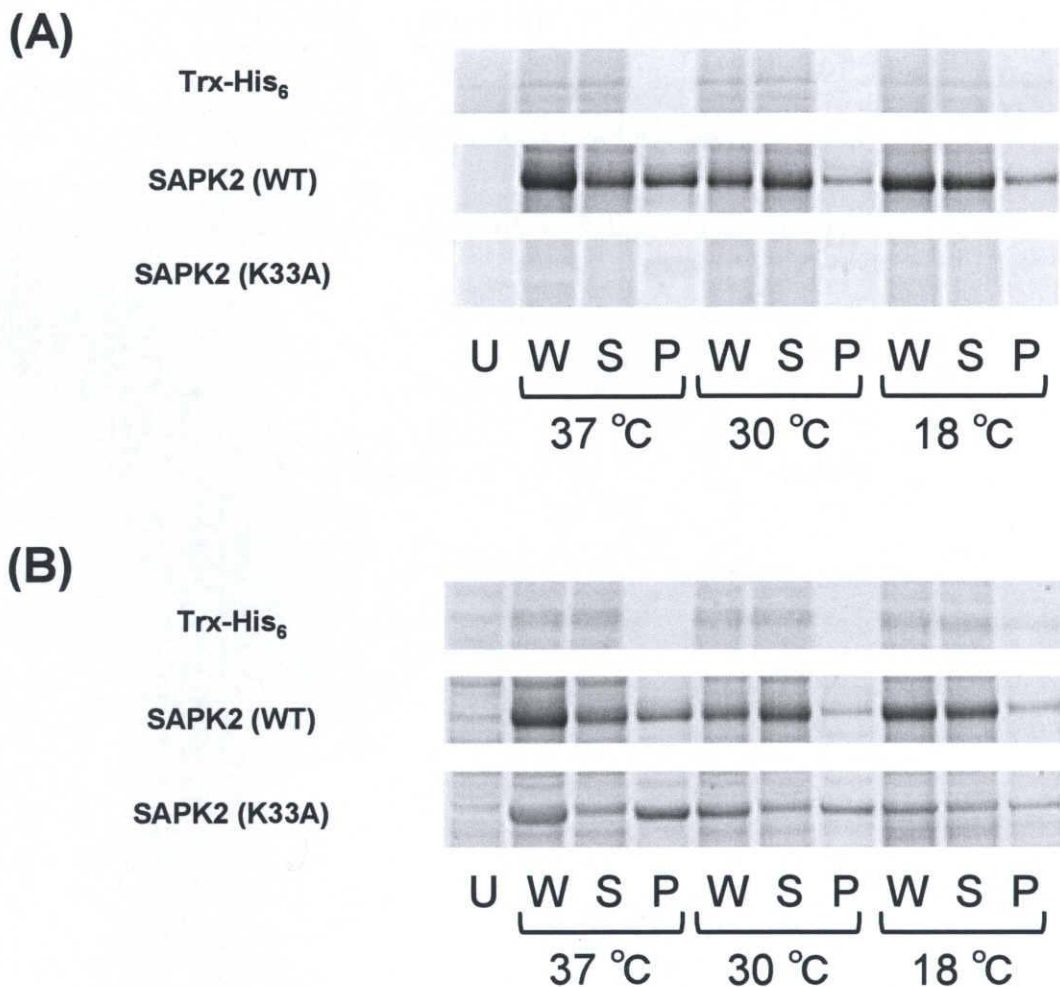 (A)
Trx-His₆
SAPK2 (WT)
SAPK2 (K33A)
U W S P W S P W S P
37 °C 30 °C 18 °C
(B)
Trx-His₆
SAPK2 (WT)
SAPK2 (K33A)
U W S P W S P W S P
37 °C 30 °C 18 °C